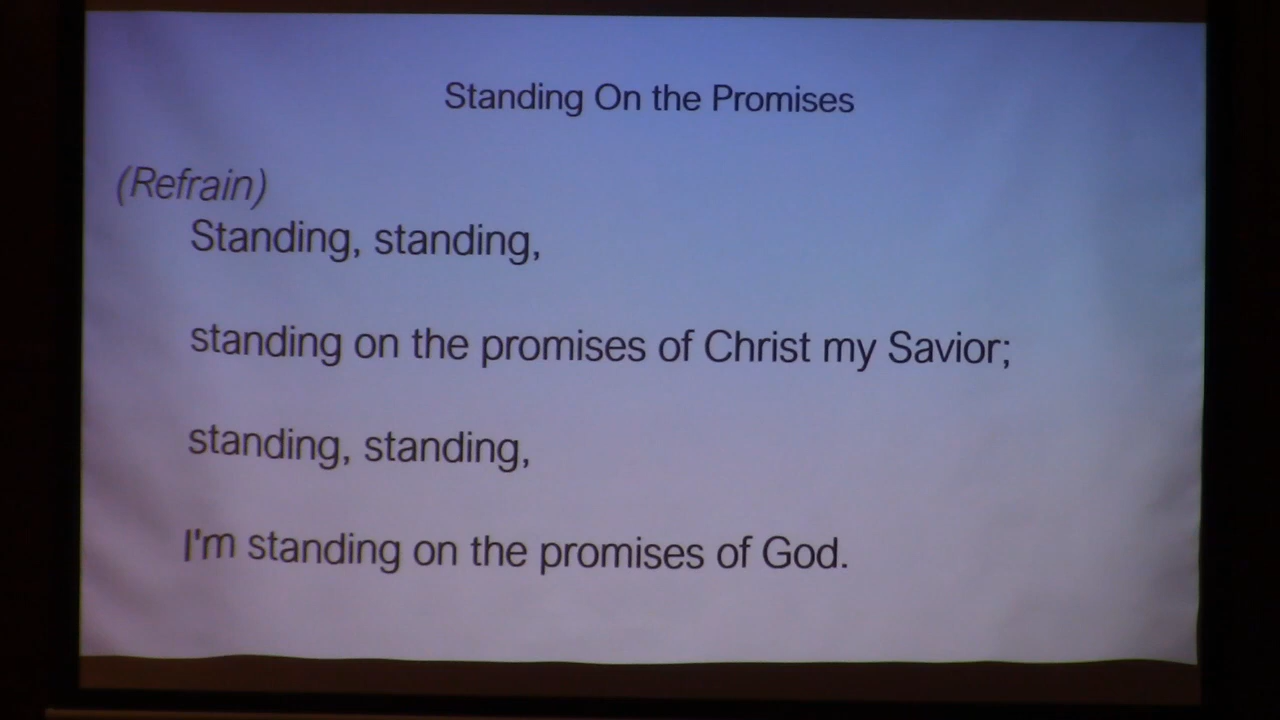 Standing On the Promises
(Refrain)
Standing, standing,
standing on the promises of Christ my Savior;
standing, standing,
I'm standing on the promises of God.